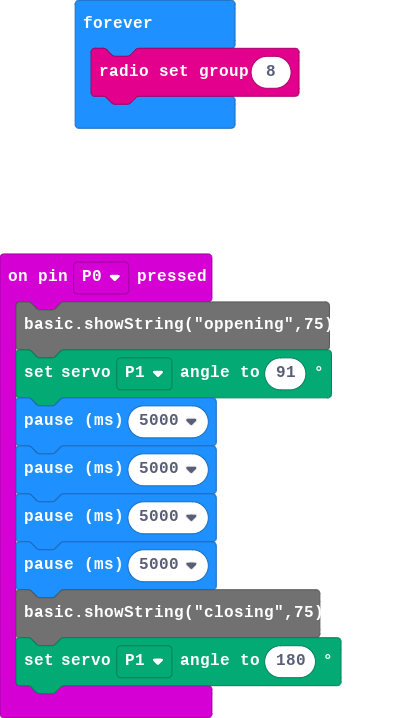 forever
radio set group 8
on pin P0 pressed
basic.showString("oppening",75)
set servo P1 angle to 91 °
pause (ms) 5000
pause (ms) 5000
pause (ms) 5000
pause (ms) 5000
basic.showString("closing",75)
set servo P1 angle to 180 °